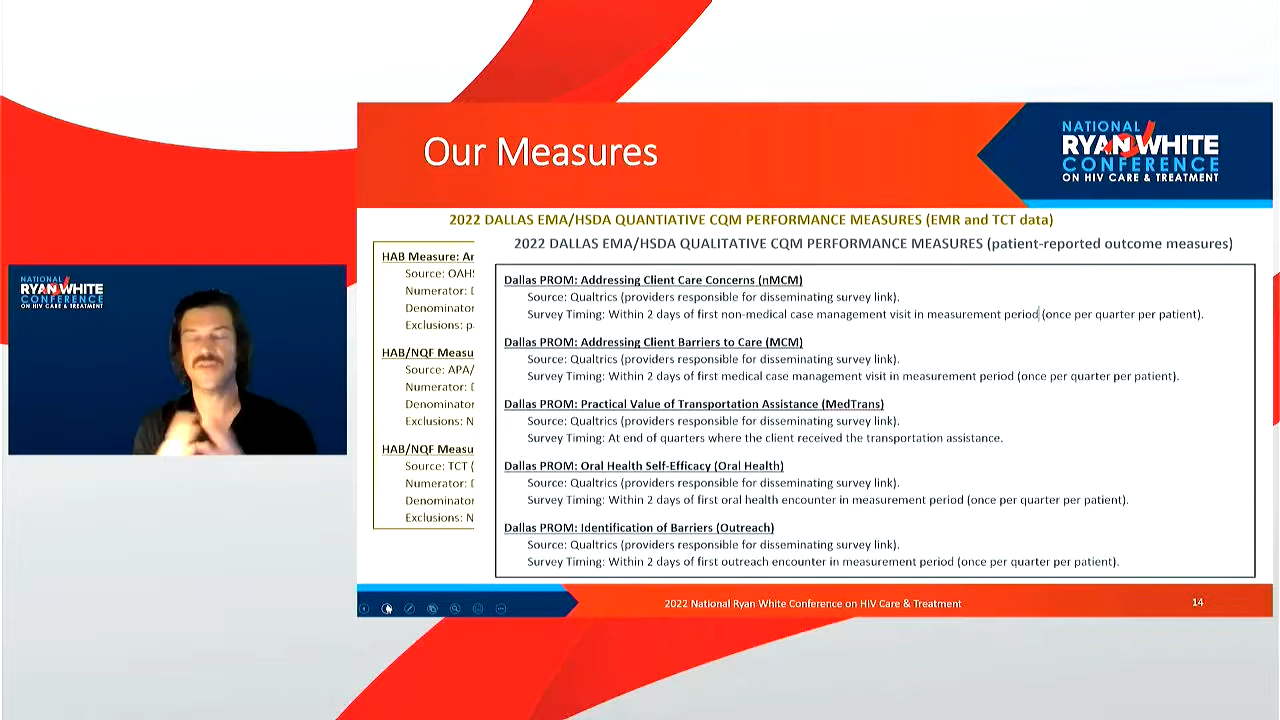 NATIONAL
RYAN WHITE
CONFERENCE
ON HIV CARE & TREATMENT
Our Measures
NATIONAL
RYAN WHITE
CONFERENCE
ON HIV CARE & TREATMENT
2022 DALLAS EMA/HSDA QUANTIATIVE CQM PERFORMANCE MEASURES (EMR and TCT data)
HAB Measure: An
Source: OAHS
Numerator: D
Denominator
Exclusions: p
HAB/NQF Measu
Source: APA/
Numerator: D
Denominator
Exclusions: N
HAB/NQF Measu
Source: TCT (
Numerator: D
Denominator
Exclusions: N
2022 DALLAS EMA/HSDA QUALITATIVE CQM PERFORMANCE MEASURES (patient-reported outcome measures)
Dallas PROM: Addressing Client Care Concerns (nMCM)
Source: Qualtrics (providers responsible for disseminating survey link).
Survey Timing: Within 2 days of first non-medical case management visit in measurement period (once per quarter per patient).
Dallas PROM: Addressing Client Barriers to Care (MCM)
Source: Qualtrics (providers responsible for disseminating survey link).
Survey Timing: Within 2 days of first medical case management visit in measurement period (once per quarter per patient).
Dallas PROM: Practical Value of Transportation Assistance (MedTrans)
Source: Qualtrics (providers responsible for disseminating survey link).
Survey Timing: At end of quarters where the client received the transportation assistance.
Dallas PROM: Oral Health Self-Efficacy (Oral Health)
Source: Qualtrics (providers responsible for disseminating survey link).
Survey Timing: Within 2 days of first oral health encounter in measurement period (once per quarter per patient).
Dallas PROM: Identification of Barriers (Outreach)
Source: Qualtrics (providers responsible for disseminating survey link).
Survey Timing: Within 2 days of first outreach encounter in measurement period (once per quarter per patient).
2022 National Ryan White Conference on HIV Care & Treatment
14